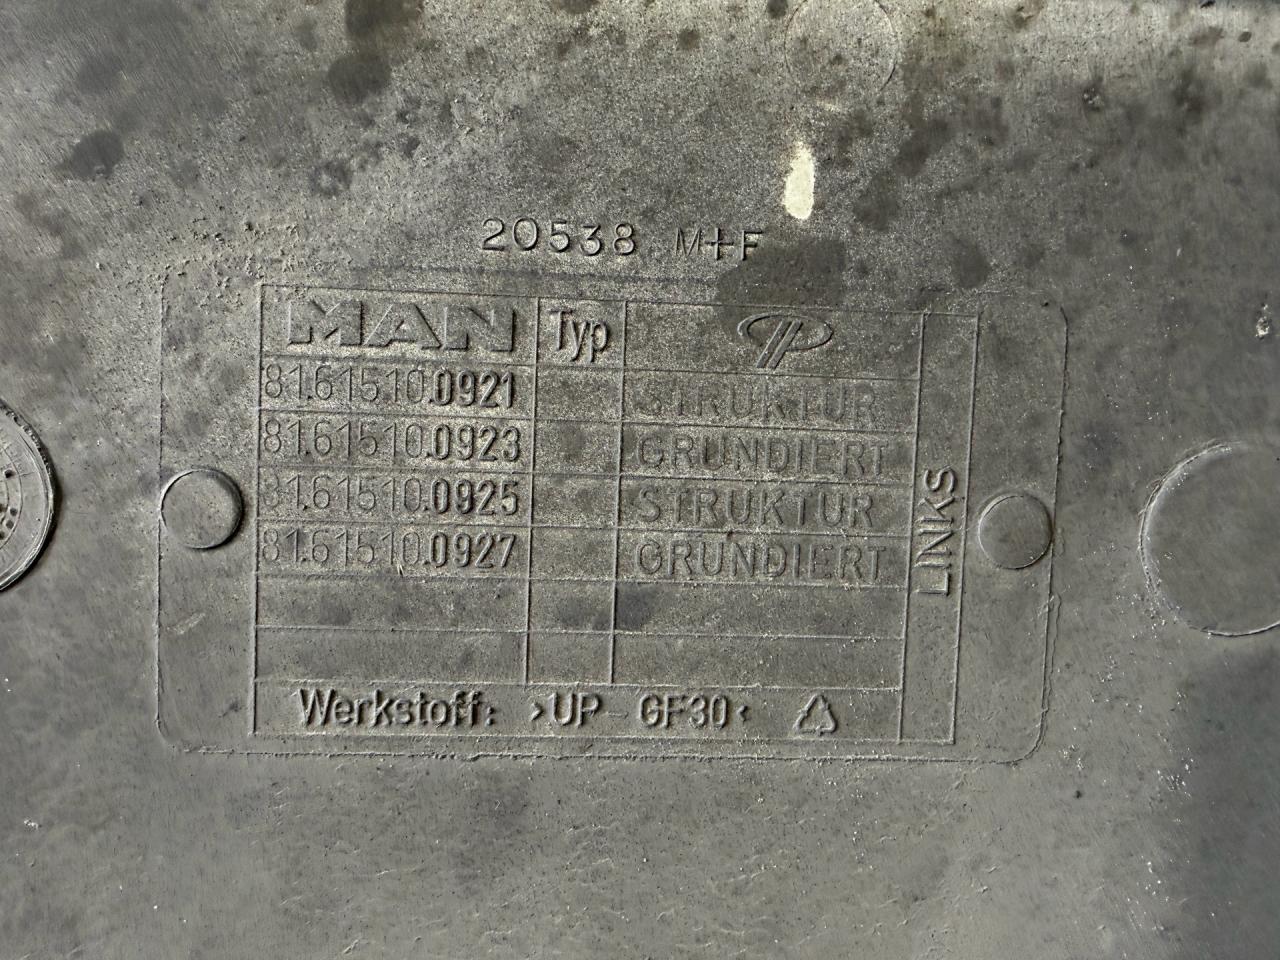 20538 M+F
MAN Typ
81.61510.0921 STRUKTUR
81.61510.0923 GRUNDIERT
81.61510.0925 STRUKTUR
81.61510.0927 GRUNDIERT
LINKS
Werkstoff: >UP - GF30<